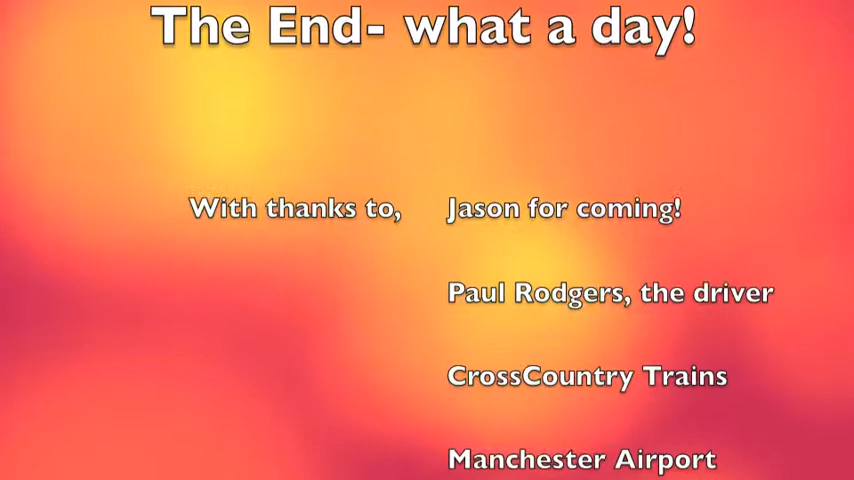 The End- what a day!
With thanks to, Jason for coming!
Paul Rodgers, the driver
CrossCountry Trains
Manchester Airport